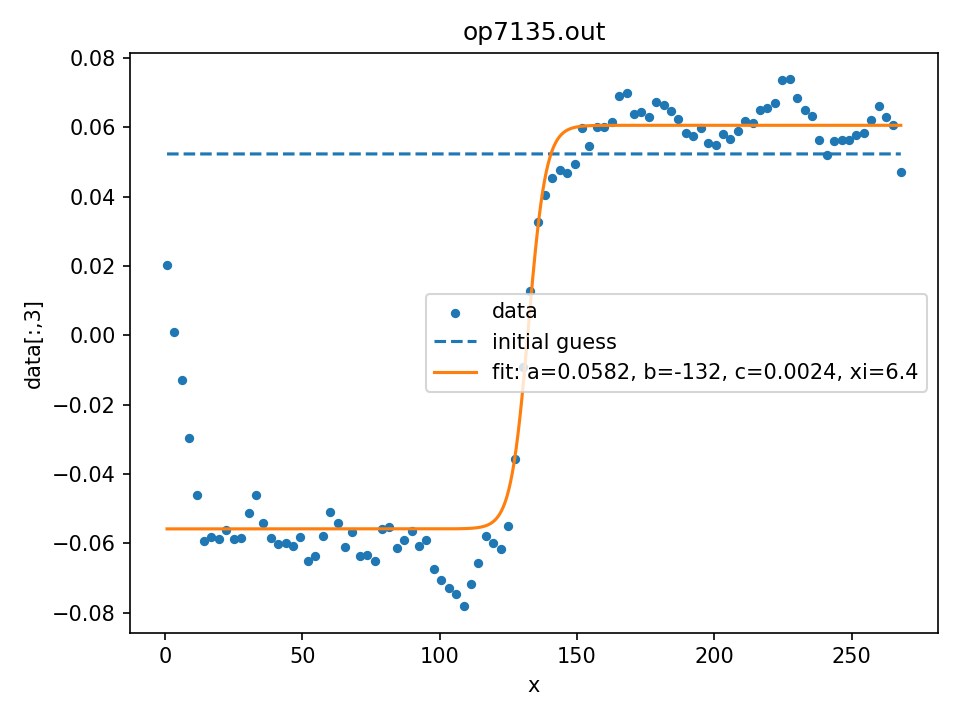 op7135.out
0.08
0.06
0.04
0.02
0.00
−0.02
−0.04
−0.06
−0.08
data[:,3]
data
initial guess
fit: a=0.0582, b=-132, c=0.0024, xi=6.4
0 50 100 150 200 250
x